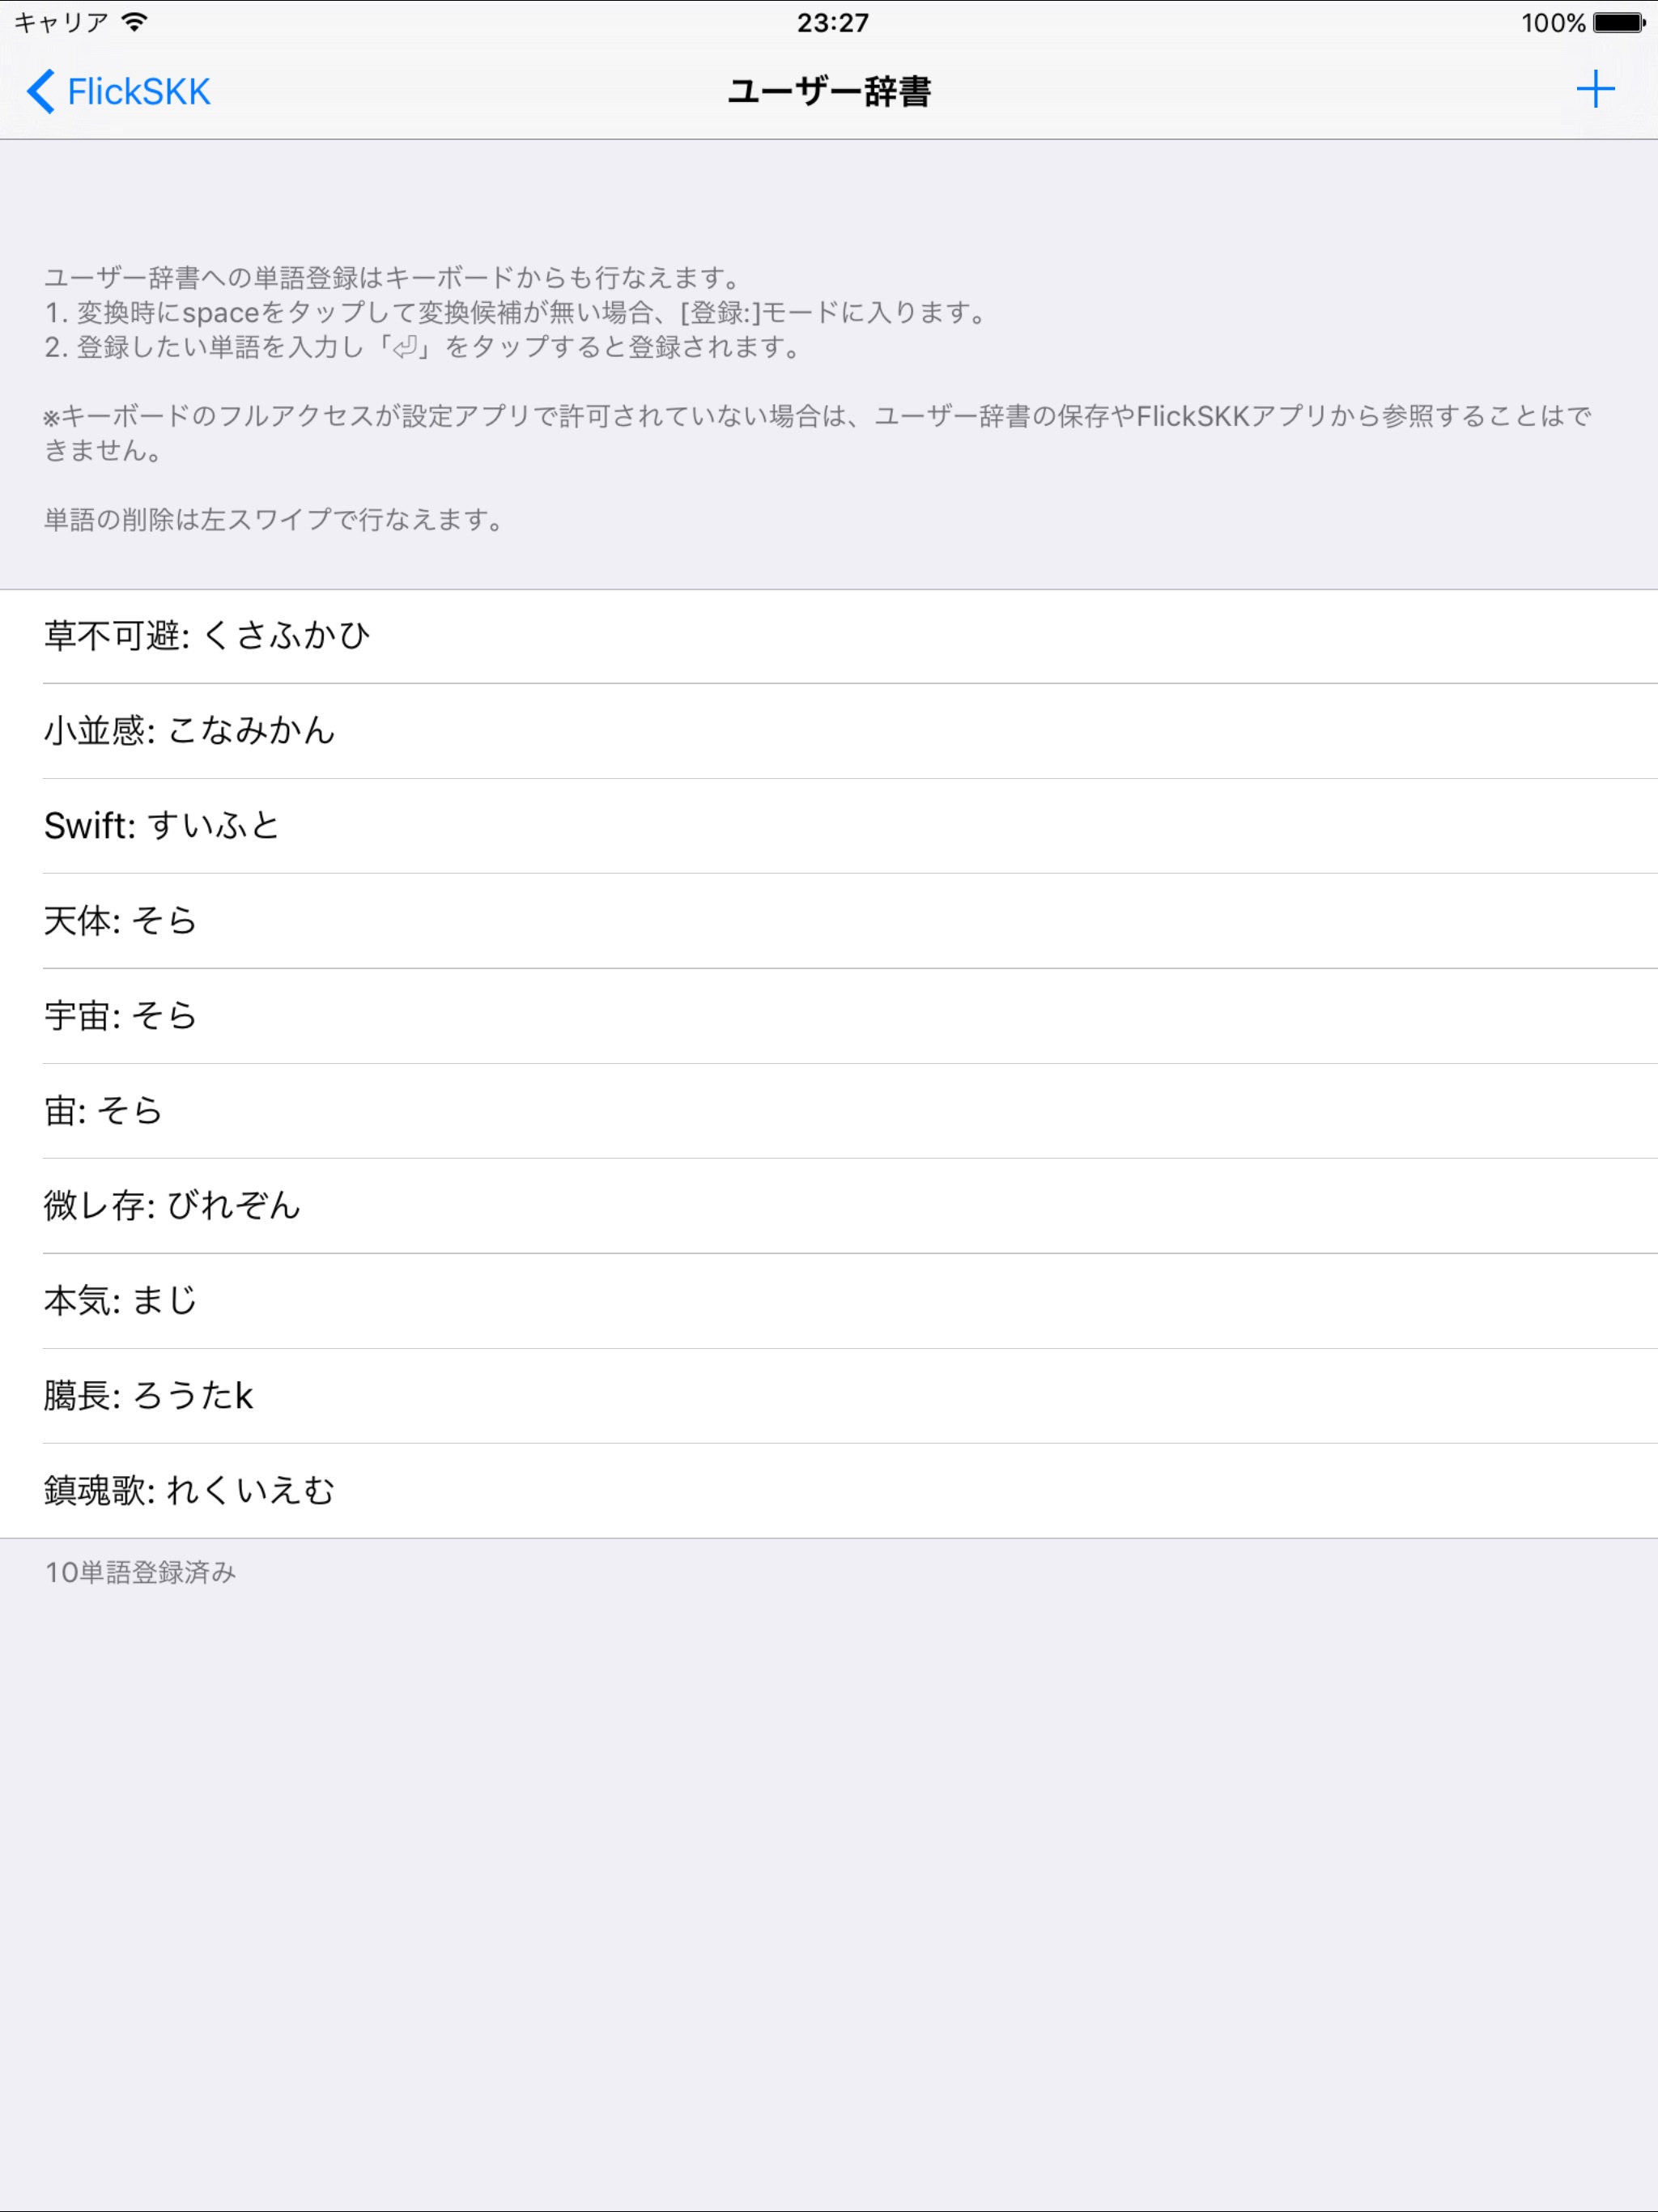 キャリア 23:27 100%
FlickSKK ユーザー辞書 +
ユーザー辞書への単語登録はキーボードからも行なえます。
1. 変換時にspaceをタップして変換候補が無い場合、[登録:]モードに入ります。
2. 登録したい単語を入力し「⏎」をタップすると登録されます。
※キーボードのフルアクセスが設定アプリで許可されていない場合は、ユーザー辞書の保存やFlickSKKアプリから参照することはで
きません。
単語の削除は左スワイプで行なえます。
草不可避: くさふかひ
小並感: こなみかん
Swift: すいふと
天体: そら
宇宙: そら
宙: そら
微レ存: びれぞん
本気: まじ
臈長: ろうたk
鎮魂歌: れくいえむ
10単語登録済み